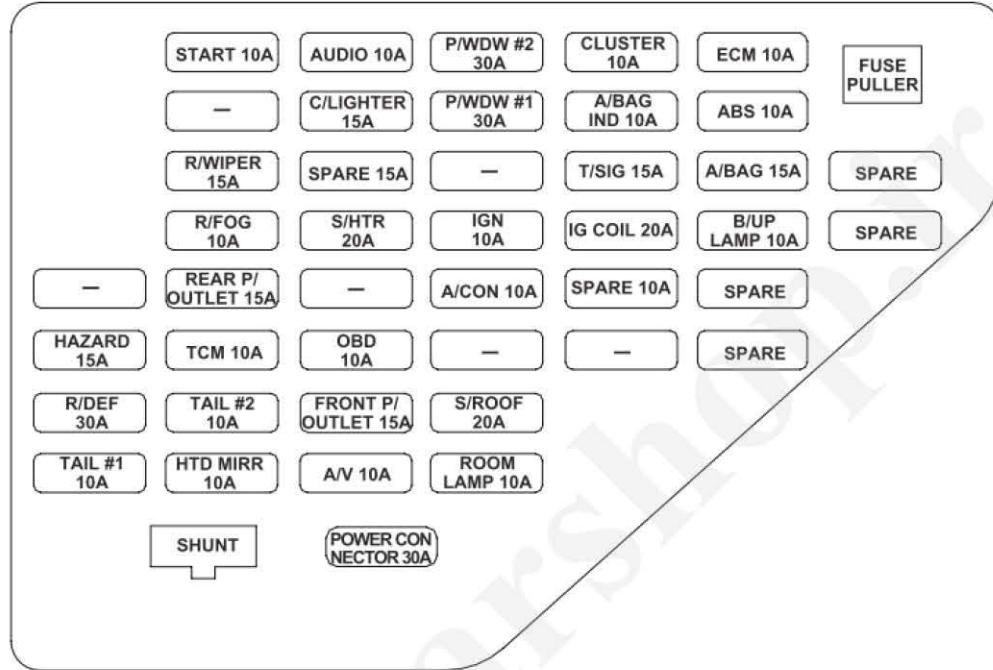 START 10A
AUDIO 10A
P/WDW #2
30A
CLUSTER
10A
ECM 10A
FUSE
PULLER
–
C/LIGHTER
15A
P/WDW #1
30A
A/BAG
IND 10A
ABS 10A
R/WIPER
15A
SPARE 15A
–
T/SIG 15A
A/BAG 15A
SPARE
R/FOG
10A
S/HTR
20A
IGN
10A
IG COIL 20A
B/UP
LAMP 10A
SPARE
–
REAR P/
OUTLET 15A
–
A/CON 10A
SPARE 10A
SPARE
HAZARD
15A
TCM 10A
OBD
10A
–
–
SPARE
R/DEF
30A
TAIL #2
10A
FRONT P/
OUTLET 15A
S/ROOF
20A
TAIL #1
10A
HTD MIRR
10A
A/V 10A
ROOM
LAMP 10A
SHUNT
POWER CON
NECTOR 30A